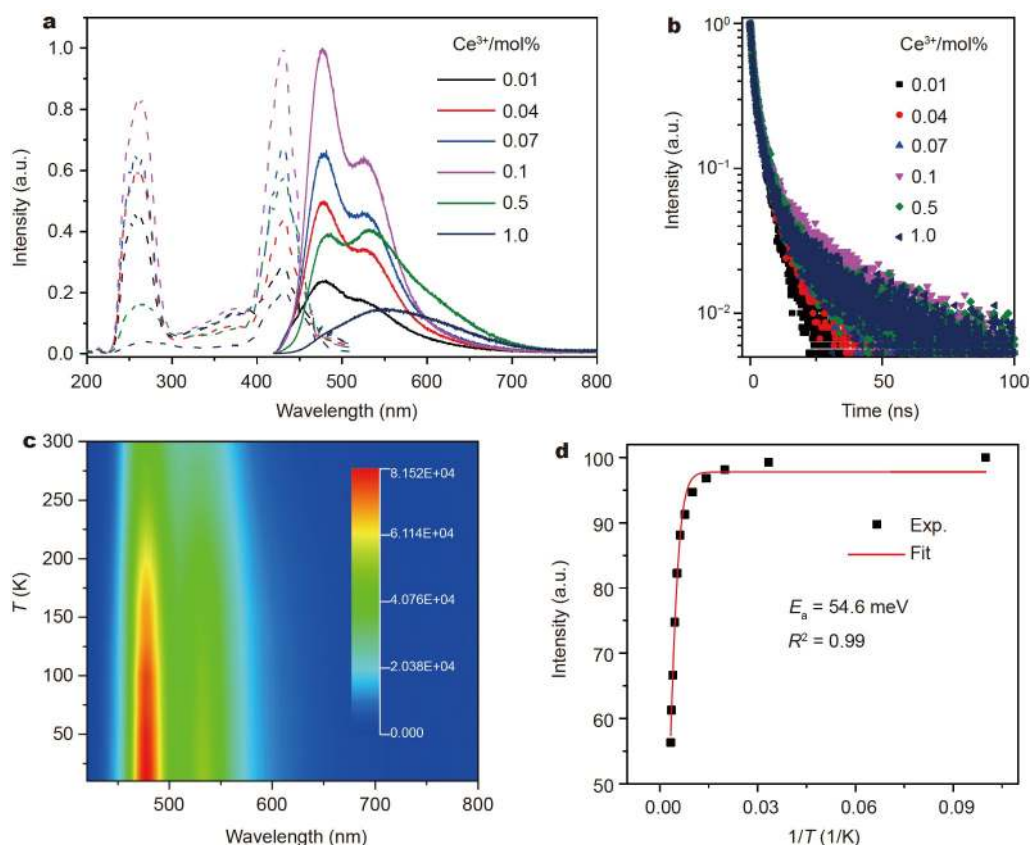 a
Ce³⁺/mol%
0.01
0.04
0.07
0.1
0.5
1.0
1.0
0.8
0.6
0.4
0.2
0.0
Intensity (a.u.)
200 300 400 500 600 700 800
Wavelength (nm)
b
Ce³⁺/mol%
0.01
0.04
0.07
0.1
0.5
1.0
10⁰
10⁻¹
10⁻²
Intensity (a.u.)
0 50 100
Time (ns)
c
300
250
200
150
100
50
T (K)
8.152E+04
6.114E+04
4.076E+04
2.038E+04
0.000
500 600 700 800
Wavelength (nm)
d
100
90
80
70
60
50
Intensity (a.u.)
Exp.
Fit
Eₐ = 54.6 meV
R² = 0.99
0.00 0.03 0.06 0.09
1/T (1/K)